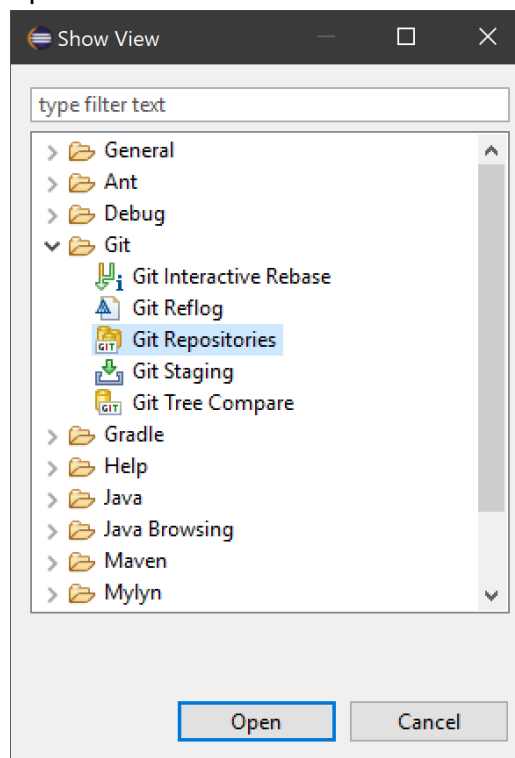 Show View
type filter text
General
Ant
Debug
Git
Git Interactive Rebase
Git Reflog
Git Repositories
Git Staging
Git Tree Compare
Gradle
Help
Java
Java Browsing
Maven
Mylyn
Open Cancel